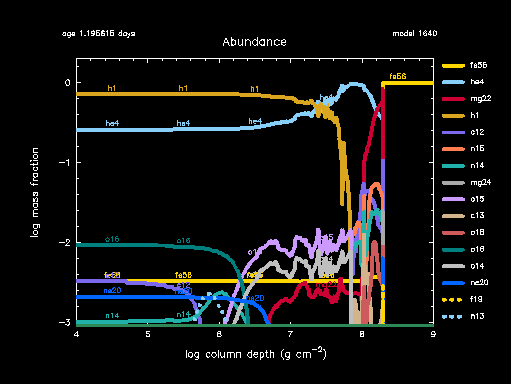 age 1.195615 days
model 1640
Abundance
fe56
he4
mg22
h1
c12
n15
n14
mg24
o15
c13
o18
o16
o14
ne20
f19
n13
log mass fraction
0
−1
−2
−3
h1 h1 h1
he4 he4 he4 he4
o16 o16
fe56 fe56 fe56 fe56
c12
ne20 ne20
n14 n14
fe56
4 5 6 7 8 9
log column depth (g cm−2)